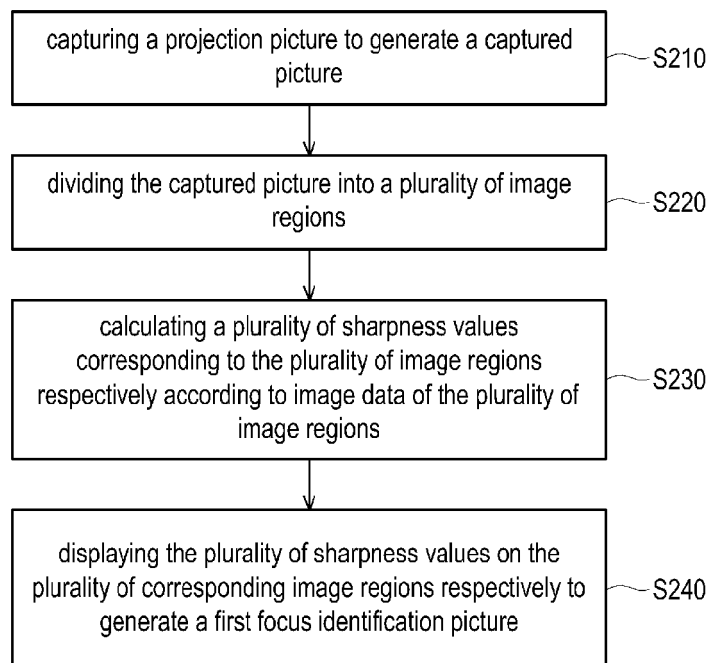 capturing a projection picture to generate a captured
picture
S210
dividing the captured picture into a plurality of image
regions
S220
calculating a plurality of sharpness values
corresponding to the plurality of image regions
respectively according to image data of the plurality of
image regions
S230
displaying the plurality of sharpness values on the
plurality of corresponding image regions respectively to
generate a first focus identification picture
S240